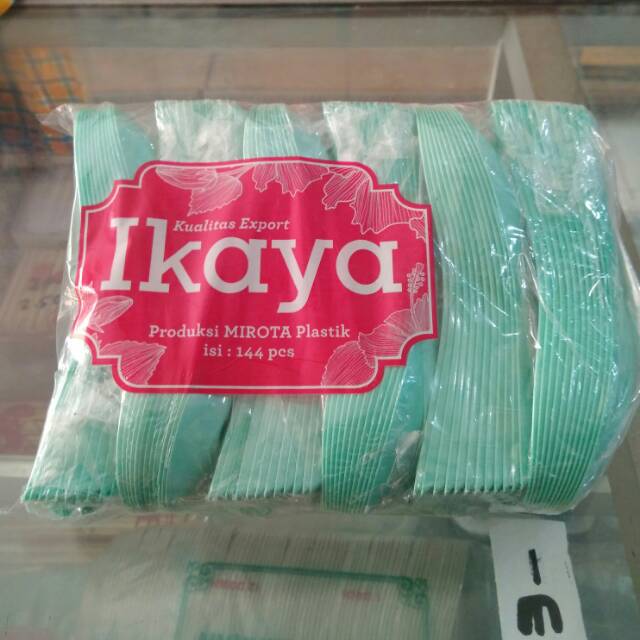 Kualitas Export
Ikaya
Produksi MIROTA Plastik
isi : 144 pcs